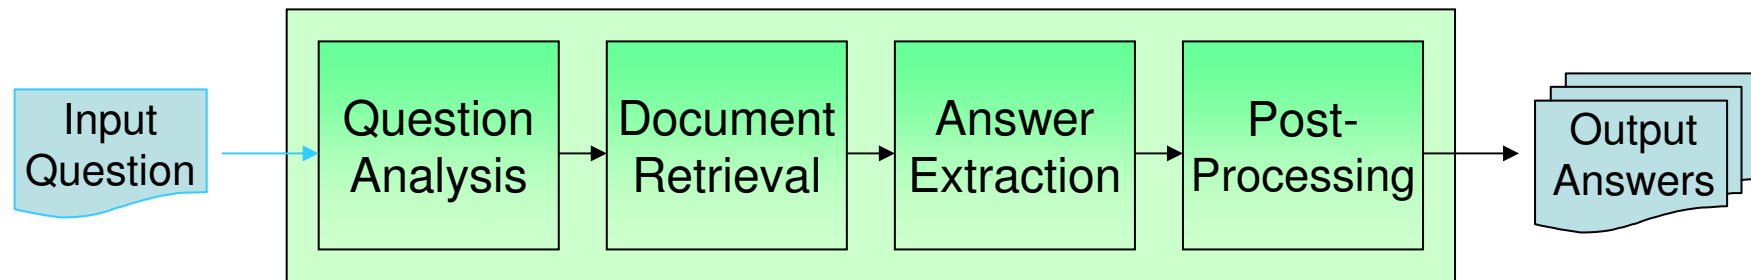 Input
Question
Question
Analysis
Document
Retrieval
Answer
Extraction
Post-
Processing
Output
Answers